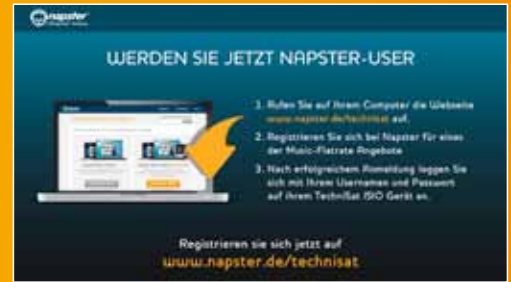 napster
WERDEN SIE JETZT NAPSTER-USER
1. Rufen Sie auf Ihrem Computer die Webseite
www.napster.de/technisat auf.
2. Registrieren Sie sich bei Napster für eines
der Music-Flatrate Angebote
3. Nach erfolgreichem Anmeldung loggen Sie
sich mit Ihrem Usernamen und Passwort
auf ihrem TechniSat ISIO Gerät an.
Registrieren sie sich jetzt auf
www.napster.de/technisat